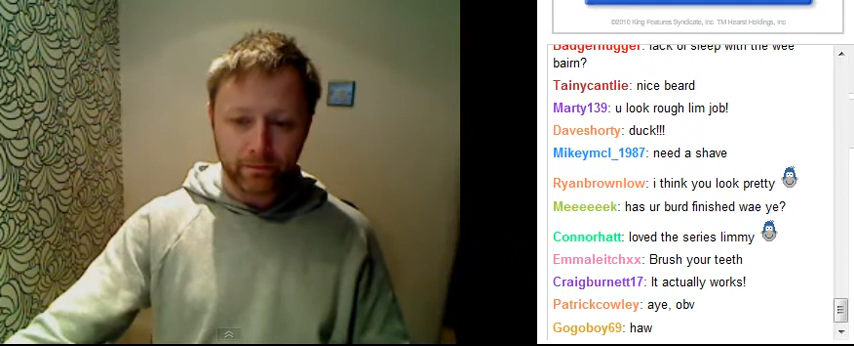 ©2010 King Features Syndicate, Inc TM Hearst Holdings, Inc
Badgerhugger: lack of sleep with the wee
bairn?
Tainycantlie: nice beard
Marty139: u look rough lim job!
Daveshorty: duck!!!
Mikeymcl_1987: need a shave
Ryanbrownlow: i think you look pretty
Meeeeeek: has ur burd finished wae ye?
Connorhatt: loved the series limmy
Emmaleitchxx: Brush your teeth
Craigburnett17: It actually works!
Patrickcowley: aye, obv
Gogoboy69: haw